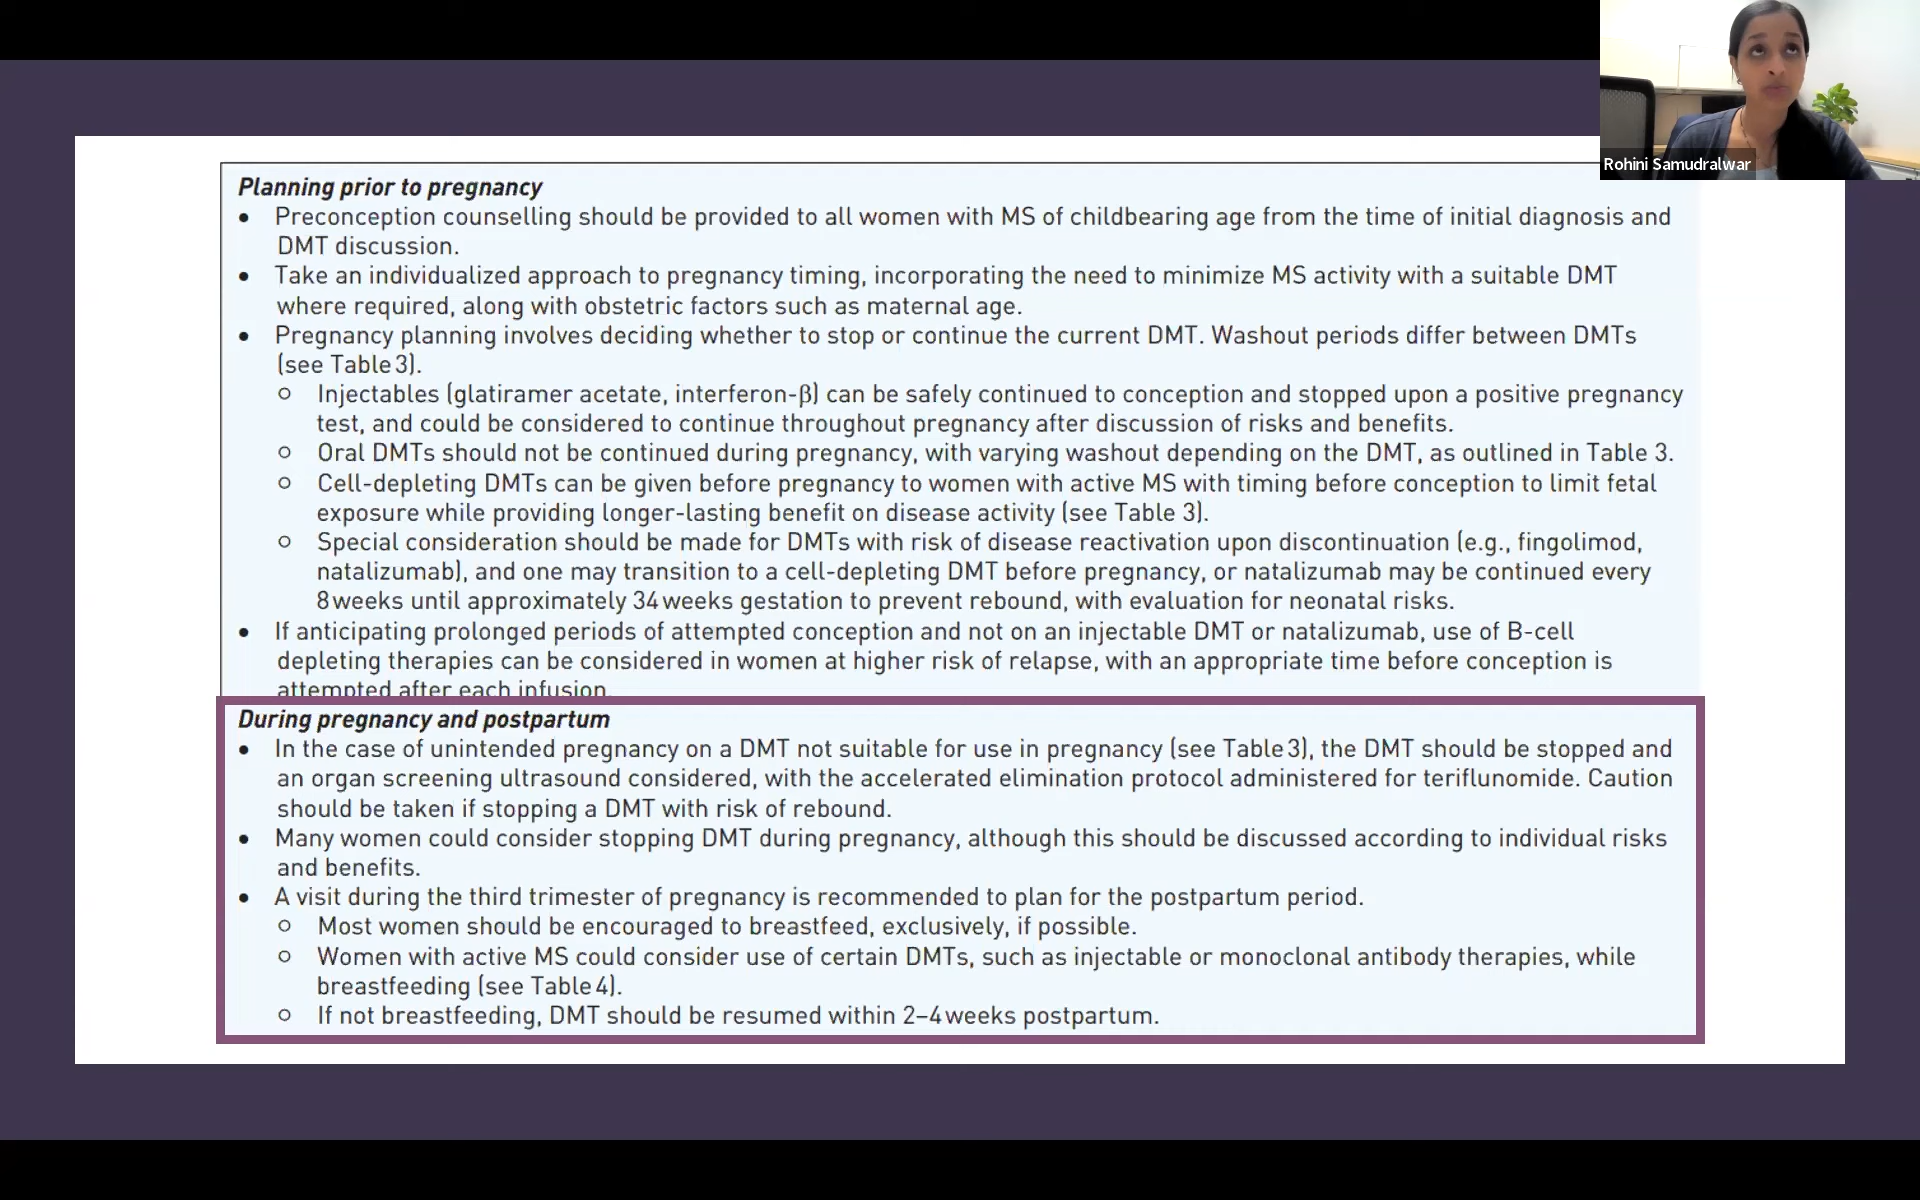 Rohini Samudralwar
Planning prior to pregnancy
• Preconception counselling should be provided to all women with MS of childbearing age from the time of initial diagnosis and
DMT discussion.
• Take an individualized approach to pregnancy timing, incorporating the need to minimize MS activity with a suitable DMT
where required, along with obstetric factors such as maternal age.
• Pregnancy planning involves deciding whether to stop or continue the current DMT. Washout periods differ between DMTs
(see Table 3).
○ Injectables (glatiramer acetate, interferon-β) can be safely continued to conception and stopped upon a positive pregnancy
test, and could be considered to continue throughout pregnancy after discussion of risks and benefits.
○ Oral DMTs should not be continued during pregnancy, with varying washout depending on the DMT, as outlined in Table 3.
○ Cell-depleting DMTs can be given before pregnancy to women with active MS with timing before conception to limit fetal
exposure while providing longer-lasting benefit on disease activity (see Table 3).
○ Special consideration should be made for DMTs with risk of disease reactivation upon discontinuation (e.g., fingolimod,
natalizumab), and one may transition to a cell-depleting DMT before pregnancy, or natalizumab may be continued every
8 weeks until approximately 34 weeks gestation to prevent rebound, with evaluation for neonatal risks.
• If anticipating prolonged periods of attempted conception and not on an injectable DMT or natalizumab, use of B-cell
depleting therapies can be considered in women at higher risk of relapse, with an appropriate time before conception is
attempted after each infusion.
During pregnancy and postpartum
• In the case of unintended pregnancy on a DMT not suitable for use in pregnancy (see Table 3), the DMT should be stopped and
an organ screening ultrasound considered, with the accelerated elimination protocol administered for teriflunomide. Caution
should be taken if stopping a DMT with risk of rebound.
• Many women could consider stopping DMT during pregnancy, although this should be discussed according to individual risks
and benefits.
• A visit during the third trimester of pregnancy is recommended to plan for the postpartum period.
○ Most women should be encouraged to breastfeed, exclusively, if possible.
○ Women with active MS could consider use of certain DMTs, such as injectable or monoclonal antibody therapies, while
breastfeeding (see Table 4).
○ If not breastfeeding, DMT should be resumed within 2–4 weeks postpartum.